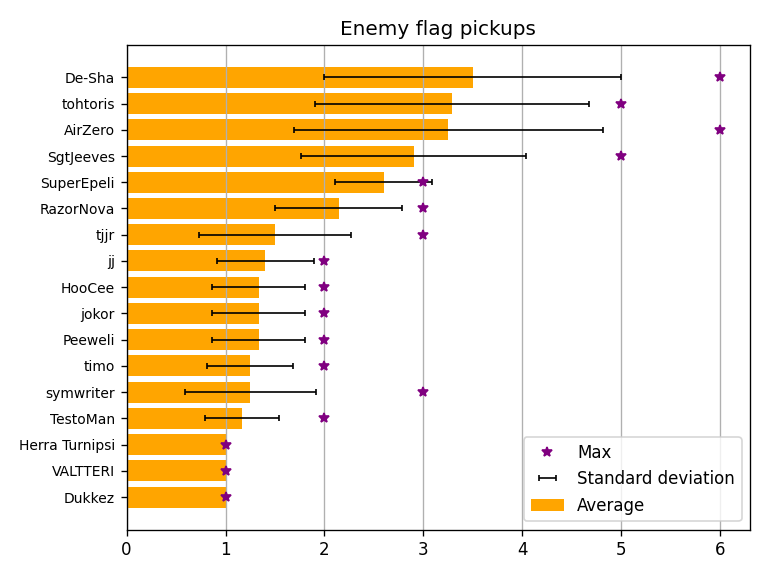 Enemy flag pickups
De-Sha
tohtoris
AirZero
SgtJeeves
SuperEpeli
RazorNova
tjjr
jj
HooCee
jokor
Peeweli
timo
symwriter
TestoMan
Herra Turnipsi
VALTTERI
Dukkez
Max
Standard deviation
Average
0 1 2 3 4 5 6